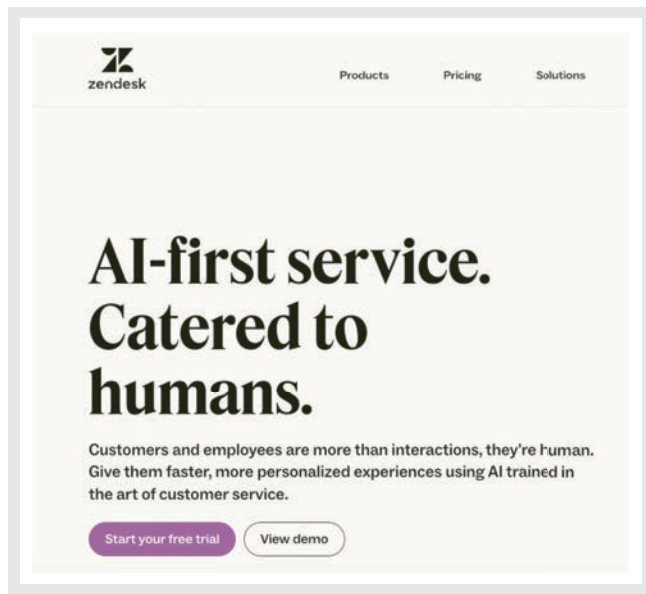 zendesk
Products Pricing Solutions
AI-first service.
Catered to
humans.
Customers and employees are more than interactions, they're human.
Give them faster, more personalized experiences using AI trained in
the art of customer service.
Start your free trial View demo